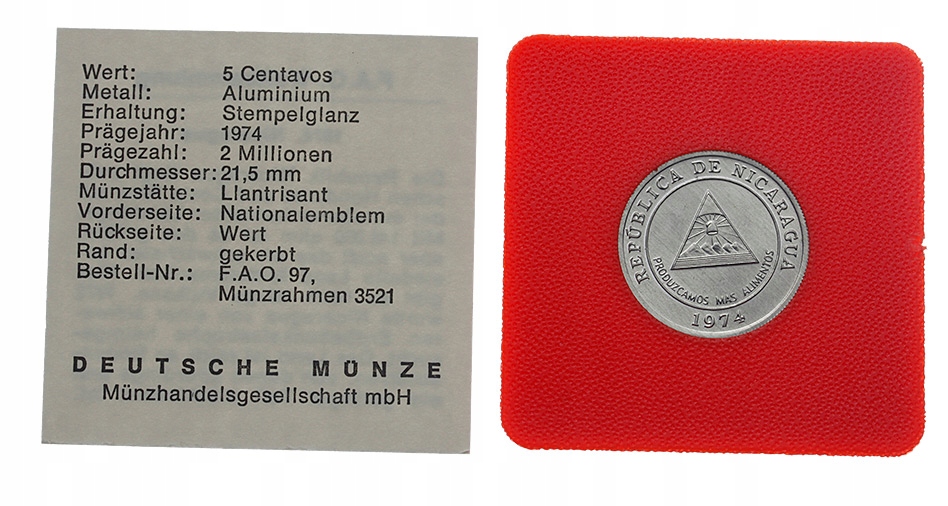 Wert: 5 Centavos
Metall: Aluminium
Erhaltung: Stempelglanz
Prägejahr: 1974
Prägezahl: 2 Millionen
Durchmesser: 21,5 mm
Münzstätte: Llantrisant
Vorderseite: Nationalemblem
Rückseite: Wert
Rand: gekerbt
Bestell-Nr.: F.A.O. 97,
Münzrahmen 3521
DEUTSCHE MÜNZE
Münzhandelsgesellschaft mbH
REPÚBLICA DE NICARAGUA
PRODUZCAMOS MAS ALIMENTOS
1974